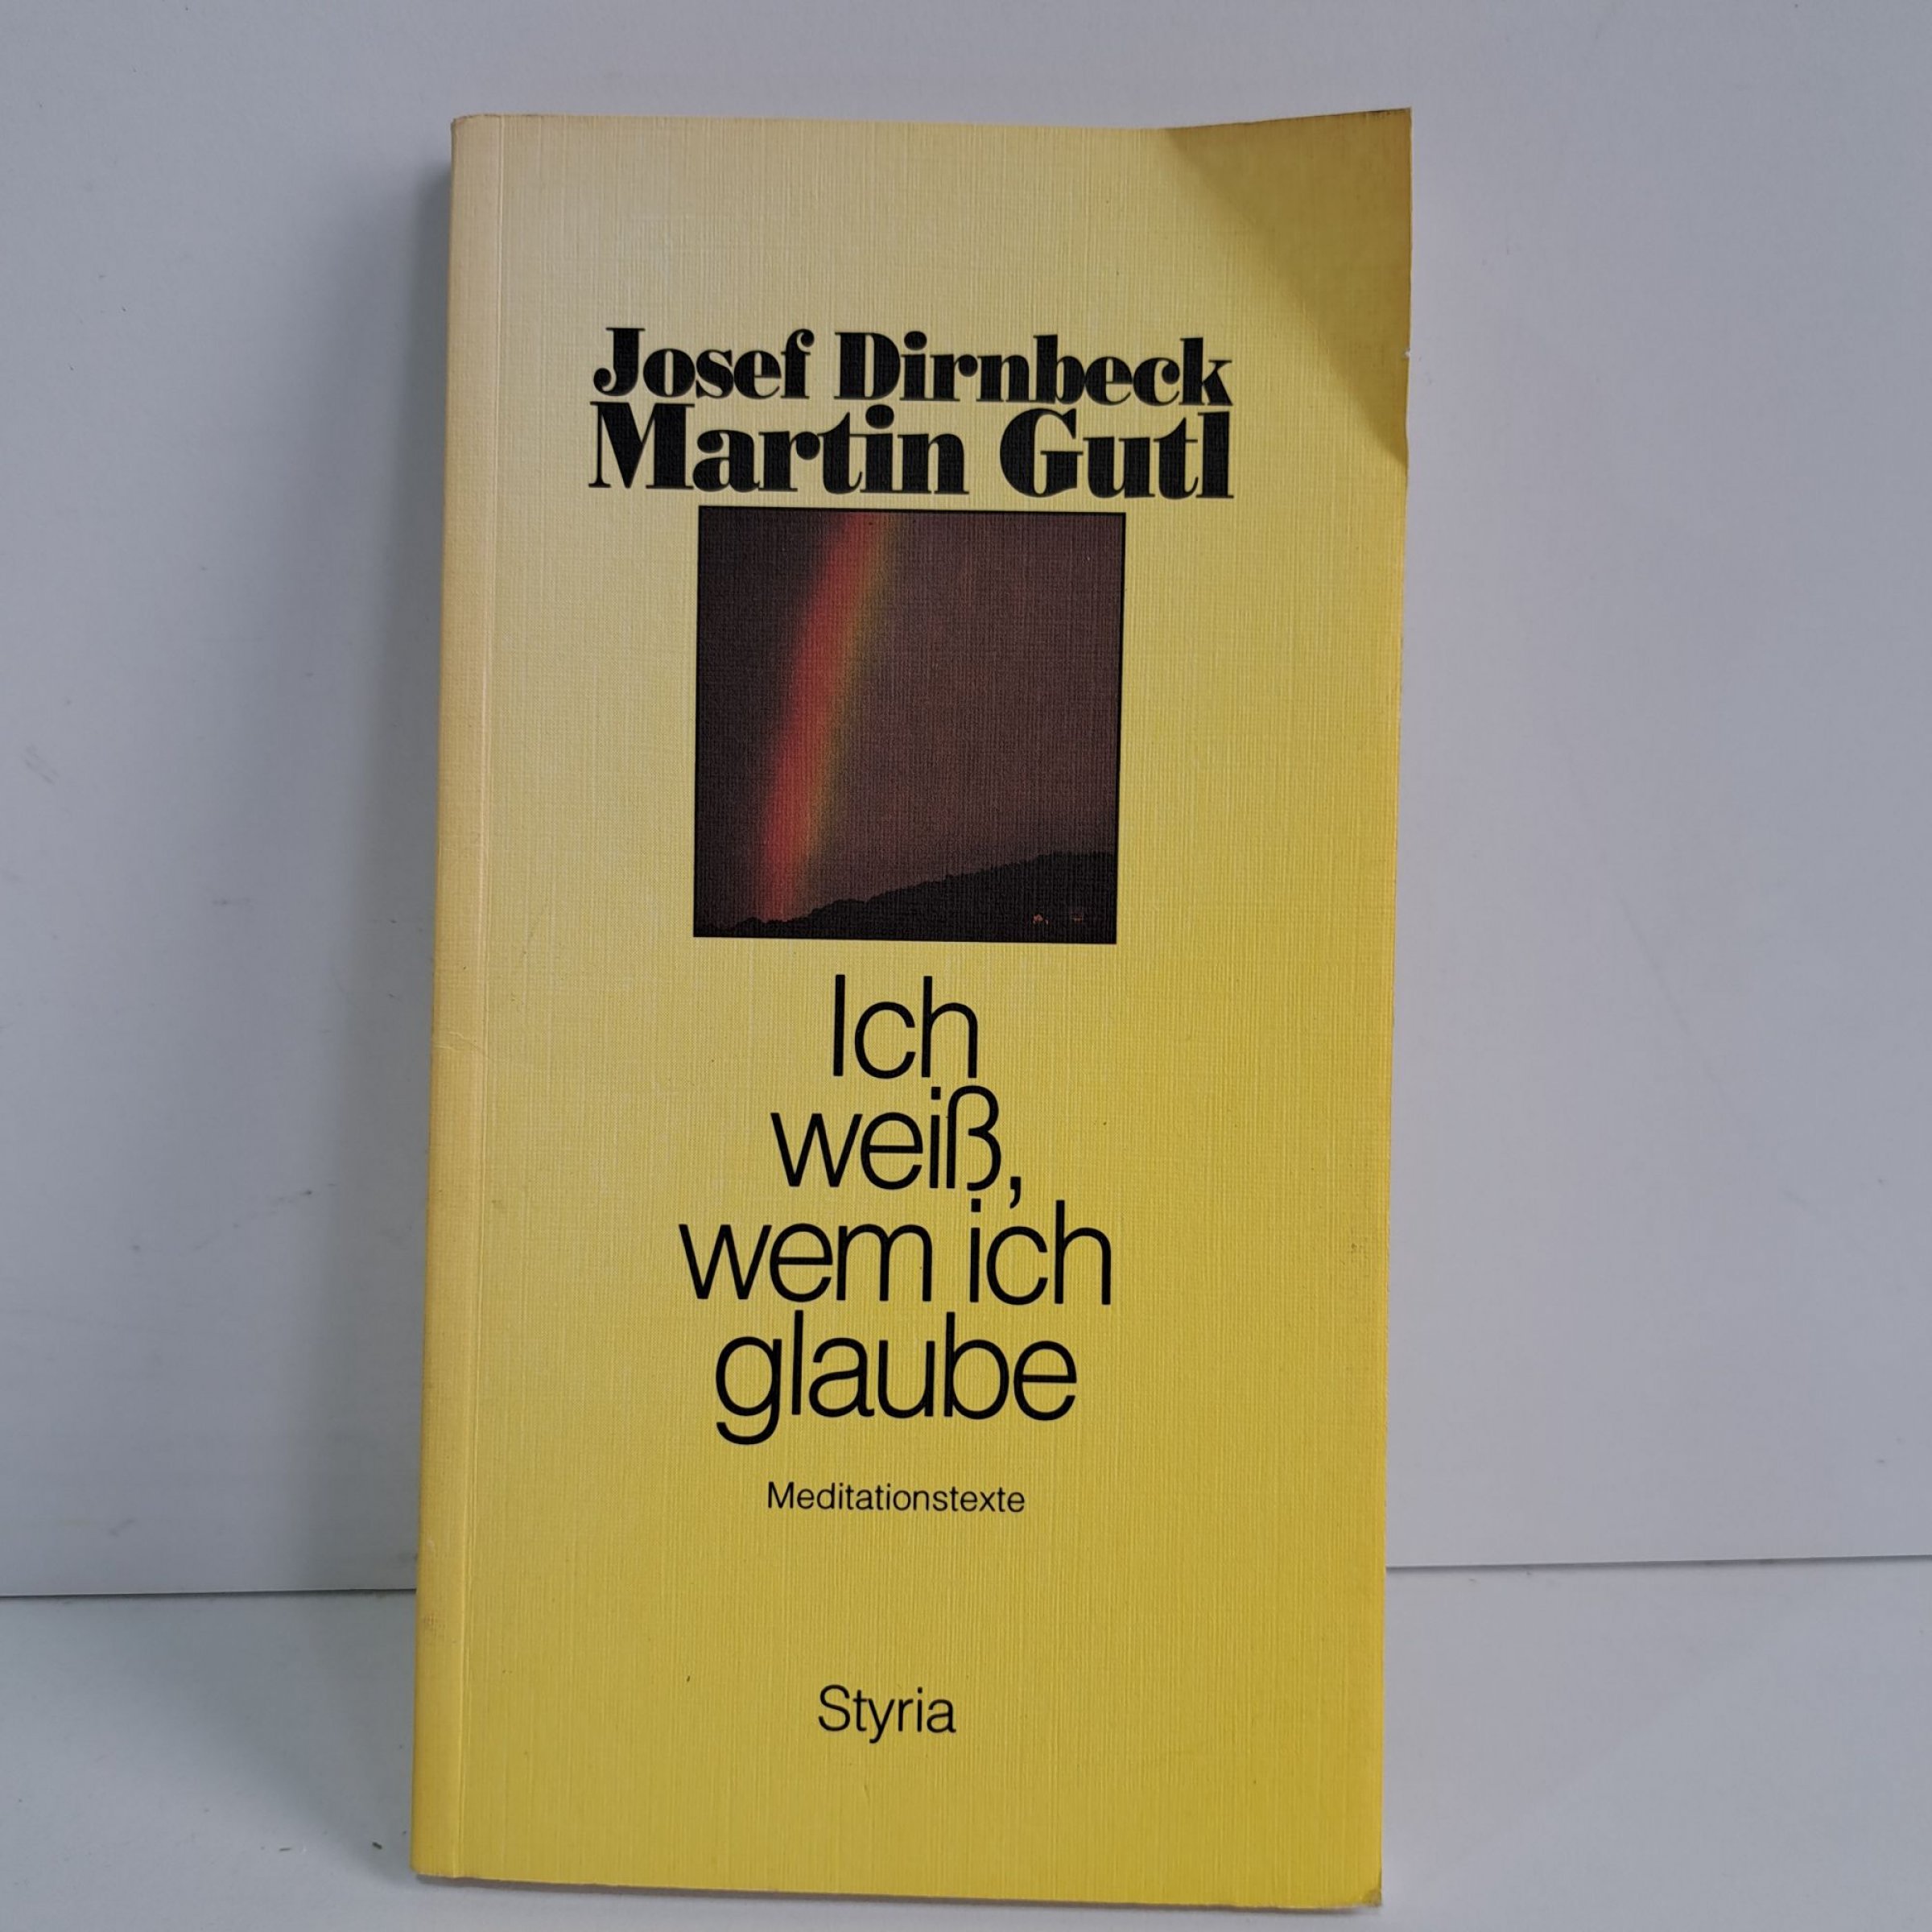 Josef Dirnbeck
Martin Gutl
Ich
weiß,
wem ich
glaube
Meditationstexte
Styria